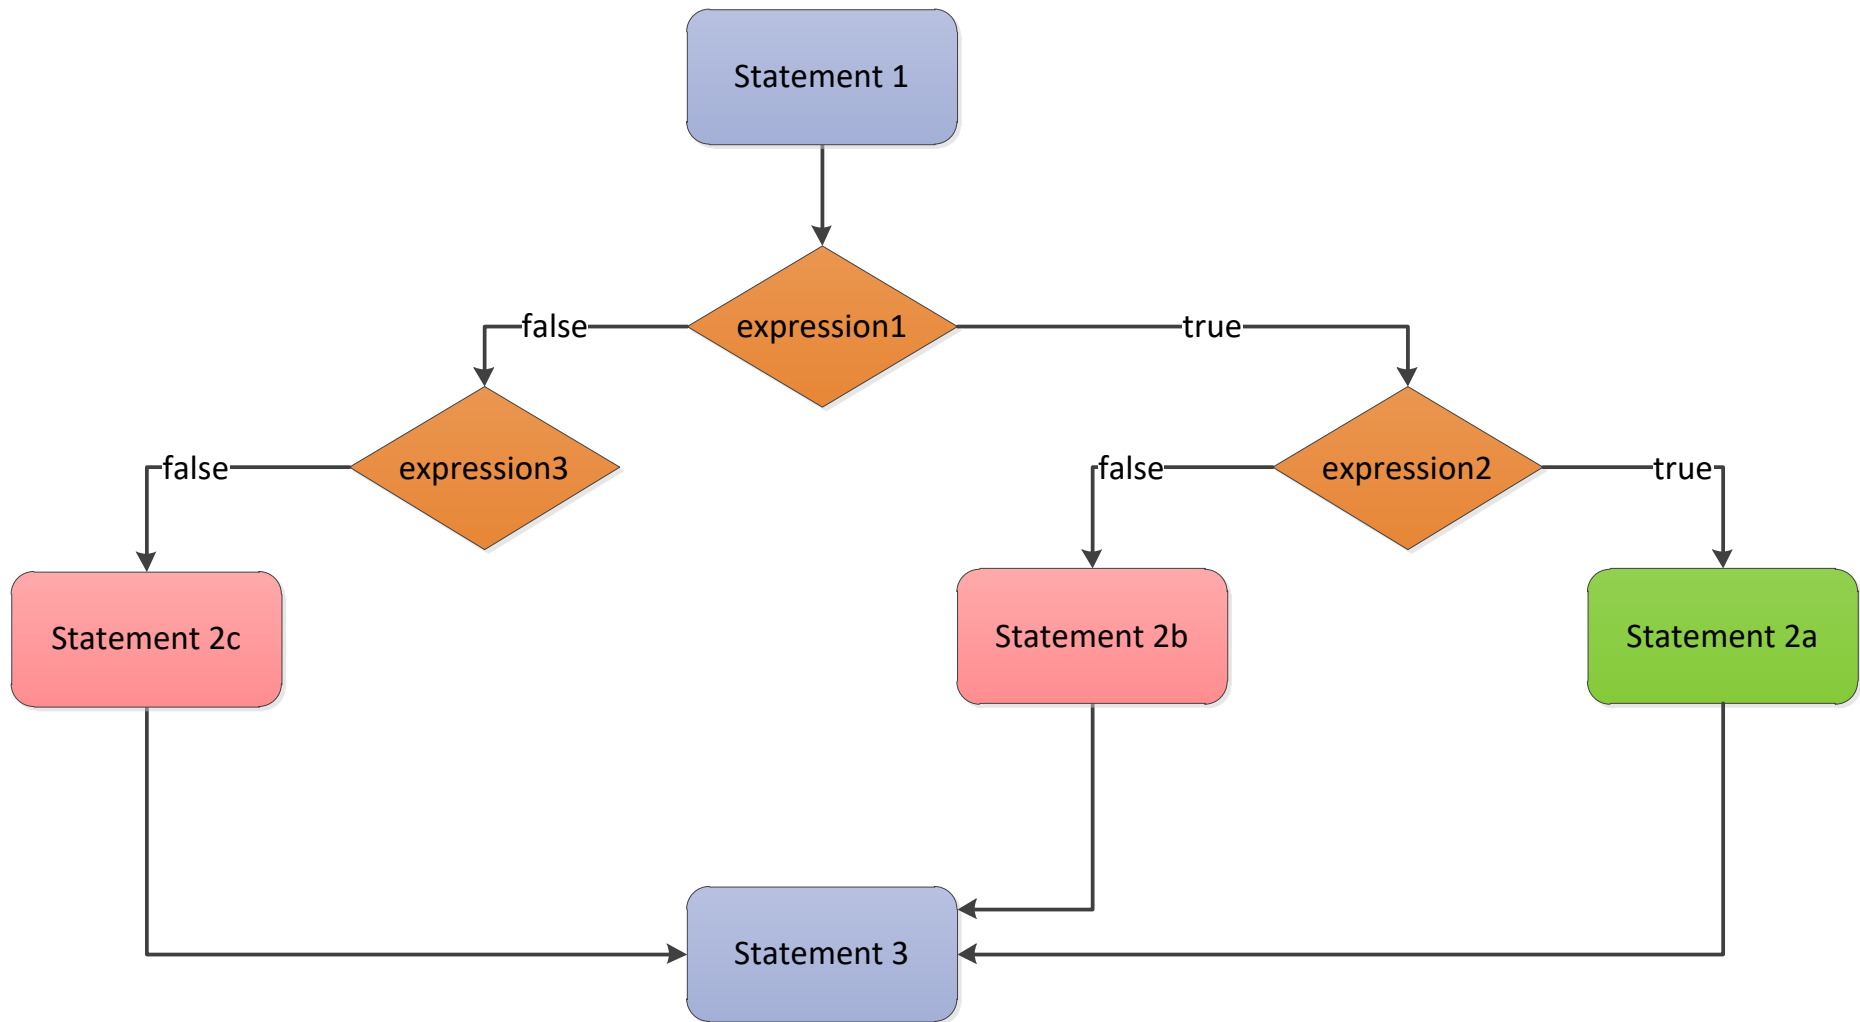 Statement 1
false
expression1
true
false
expression3
false
expression2
true
Statement 2c
Statement 2b
Statement 2a
Statement 3